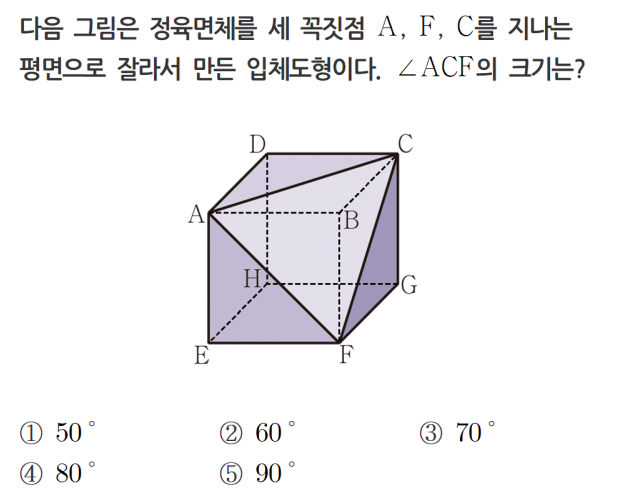 다음 그림은 정육면체를 세 꼭짓점 A, F, C를 지나는
평면으로 잘라서 만든 입체도형이다. ∠ACF의 크기는?
D C
A B
H G
E F
① 50° ② 60° ③ 70°
④ 80° ⑤ 90°